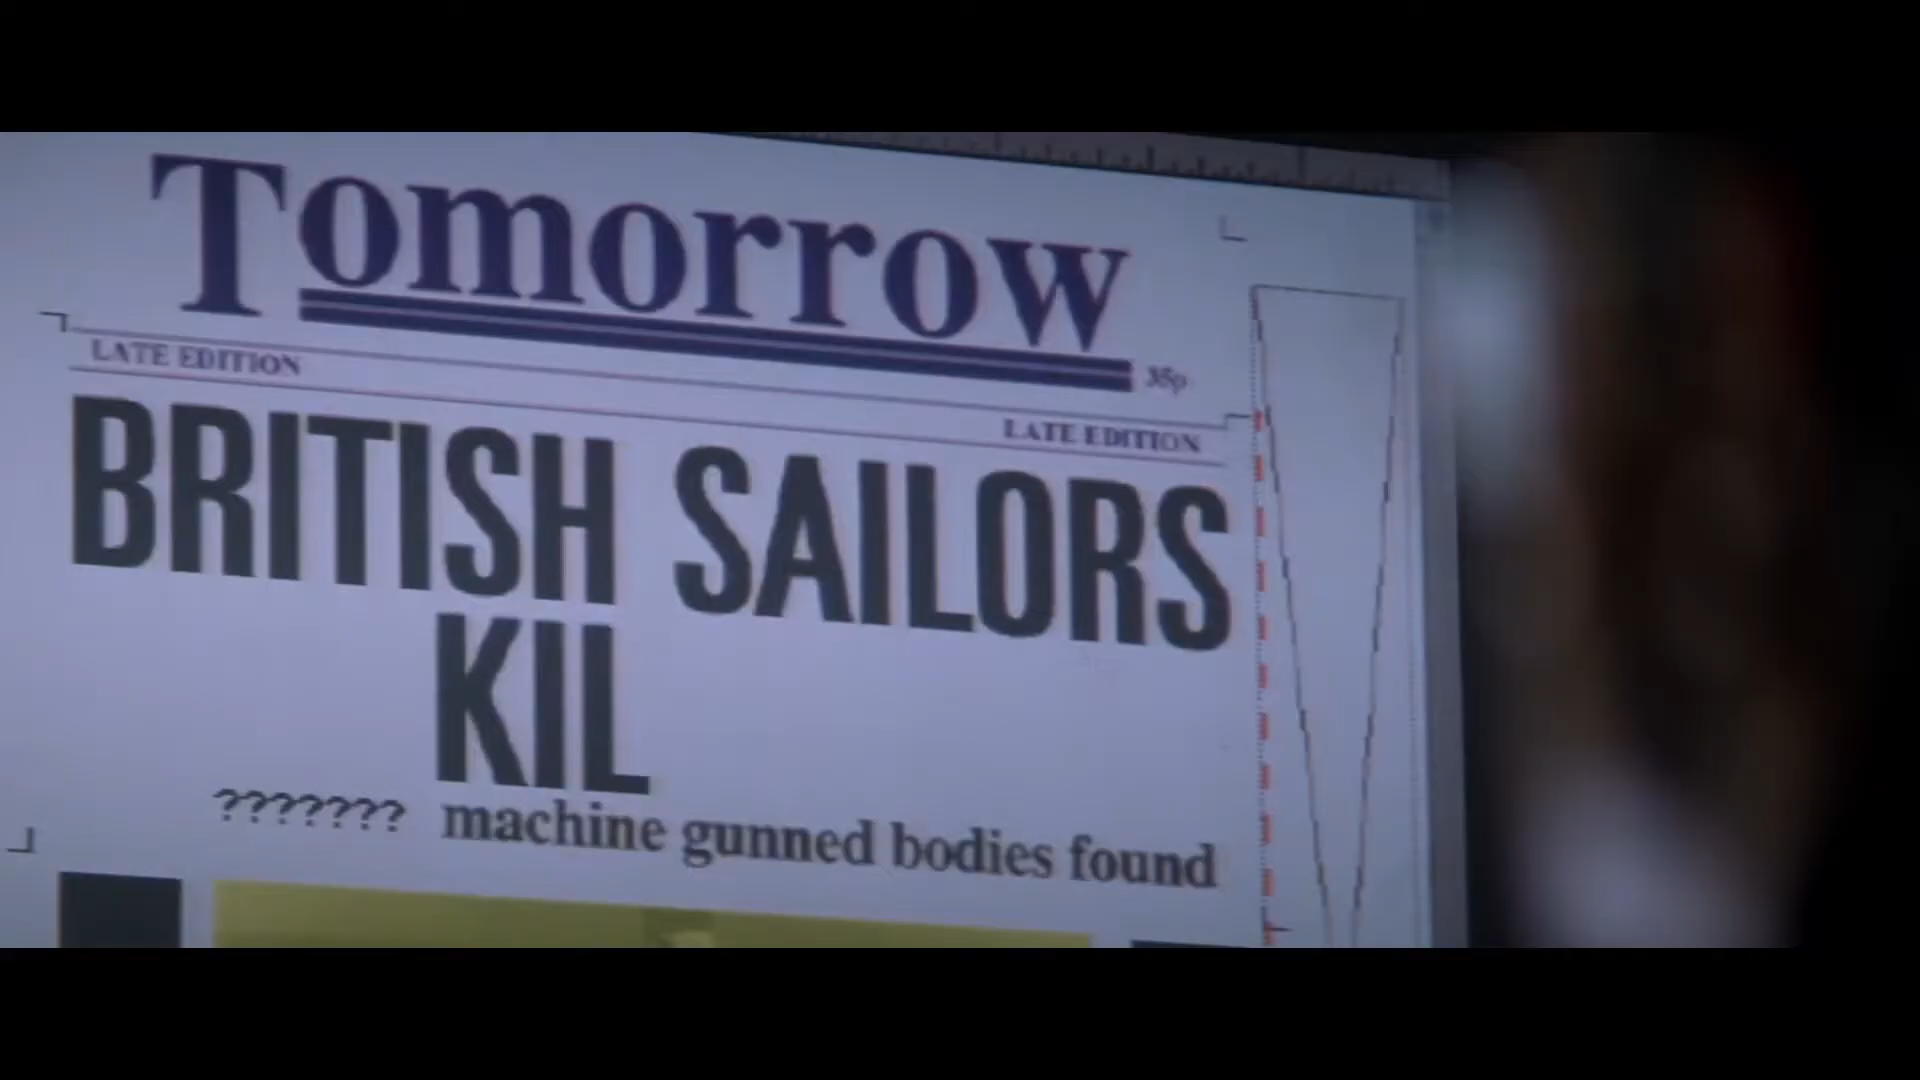 Tomorrow
35p
LATE EDITION
LATE EDITION
BRITISH SAILORS
KIL
??????? machine gunned bodies found